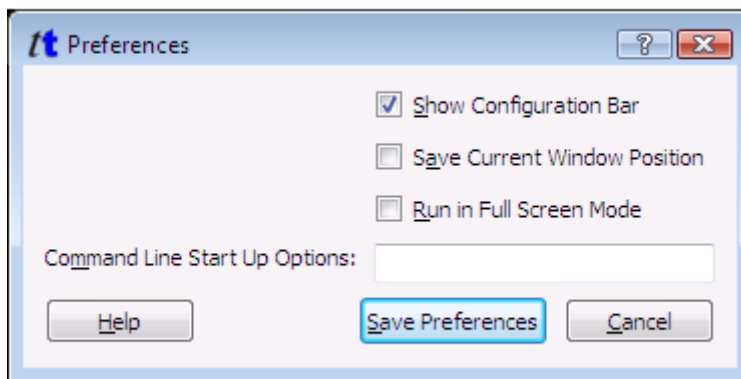 tt Preferences
Show Configuration Bar
Save Current Window Position
Run in Full Screen Mode
Command Line Start Up Options:
Help Save Preferences Cancel